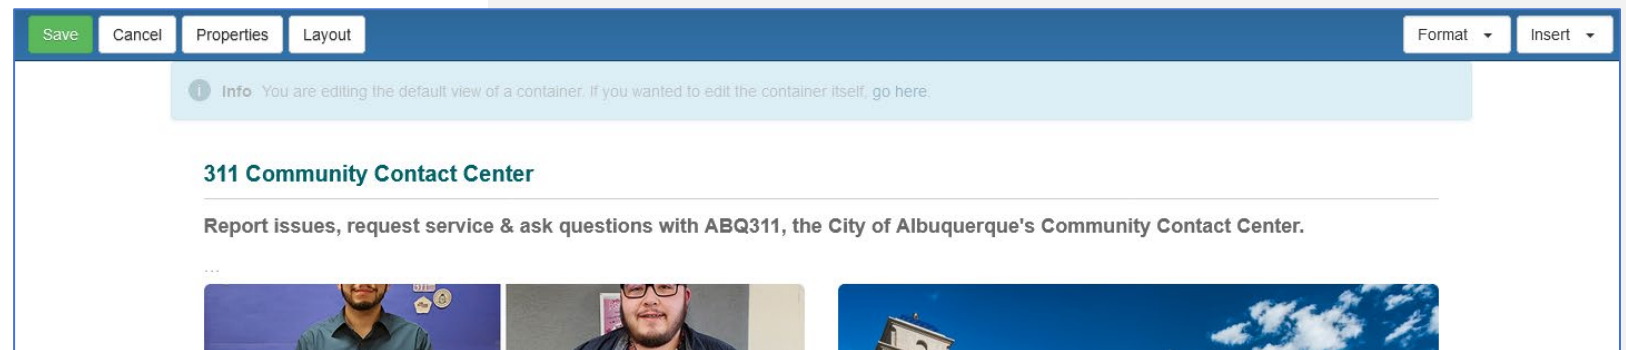 Save Cancel Properties Layout Format Insert
Info You are editing the default view of a container. If you wanted to edit the container itself, go here.
311 Community Contact Center
Report issues, request service & ask questions with ABQ311, the City of Albuquerque's Community Contact Center.
...